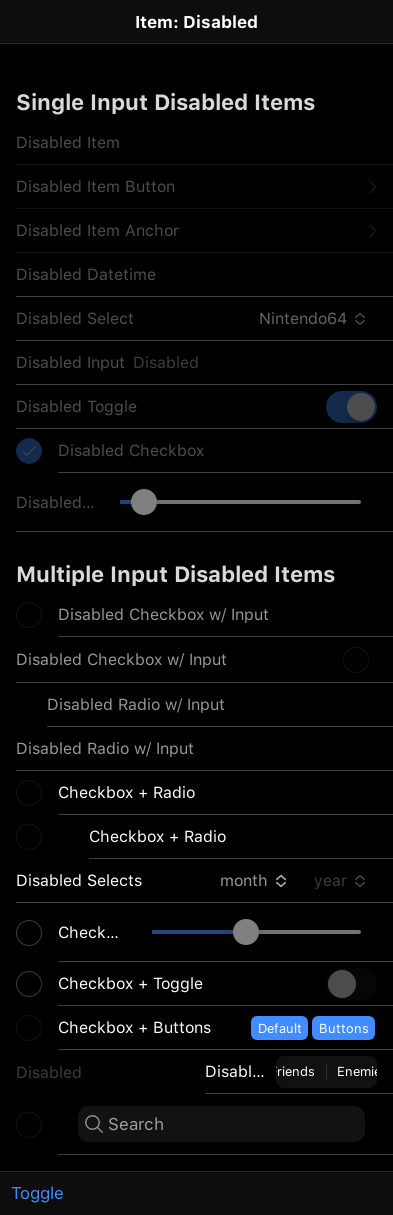 Item: Disabled
Single Input Disabled Items
Disabled Item
Disabled Item Button
Disabled Item Anchor
Disabled Datetime
Disabled Select Nintendo64
Disabled Input Disabled
Disabled Toggle
Disabled Checkbox
Disabled...
Multiple Input Disabled Items
Disabled Checkbox w/ Input
Disabled Checkbox w/ Input
Disabled Radio w/ Input
Disabled Radio w/ Input
Checkbox + Radio
Checkbox + Radio
Disabled Selects month year
Check...
Checkbox + Toggle
Checkbox + Buttons Default Buttons
Disabled Disabl... riends Enemie
Search
Toggle